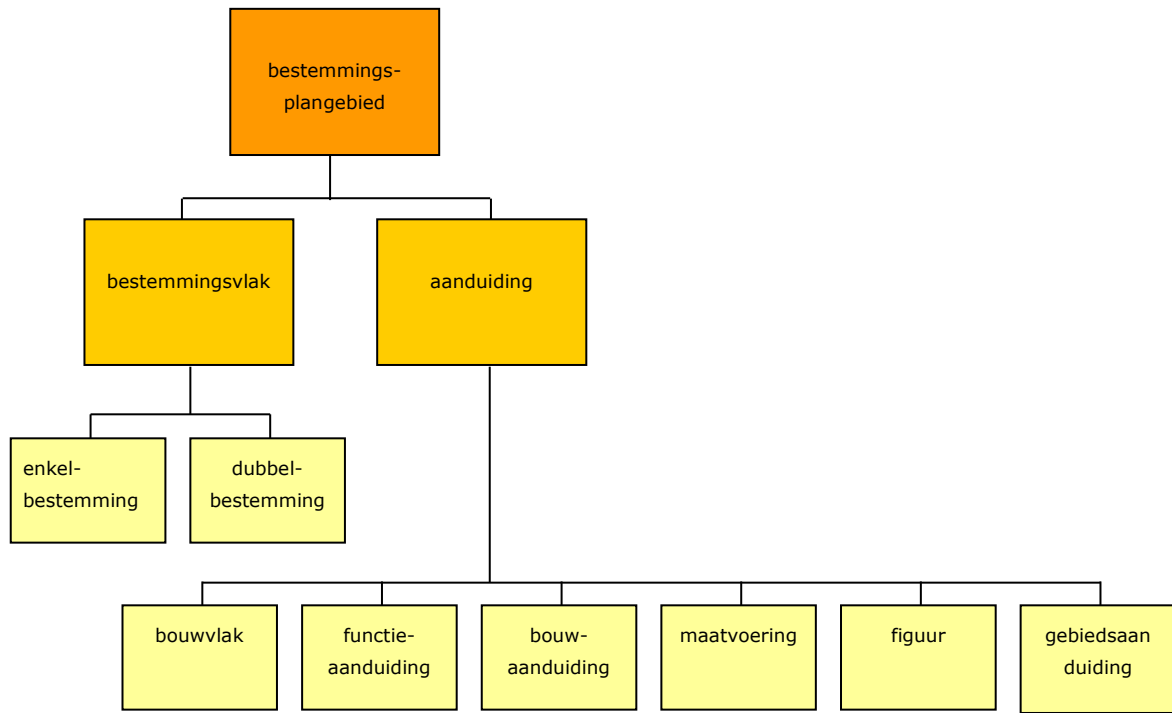 bestemmings-
plangebied
bestemmingsvlak
aanduiding
enkel-
bestemming
dubbel-
bestemming
bouwvlak
functie-
aanduiding
bouw-
aanduiding
maatvoering
figuur
gebiedsaan
duiding